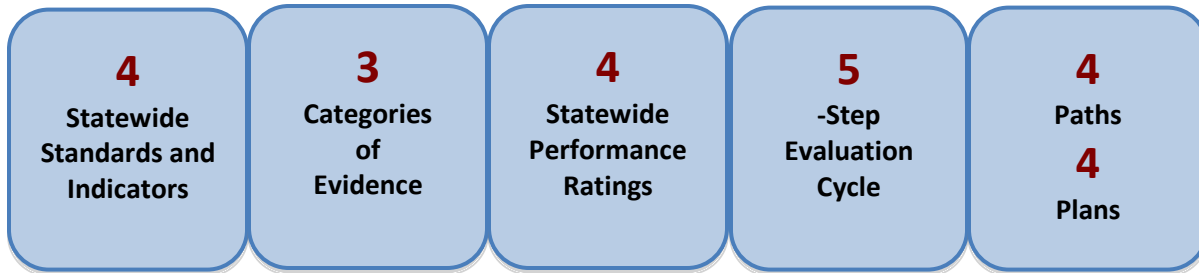 4
Statewide
Standards and
Indicators
3
Categories
of
Evidence
4
Statewide
Performance
Ratings
5
-Step
Evaluation
Cycle
4
Paths
4
Plans